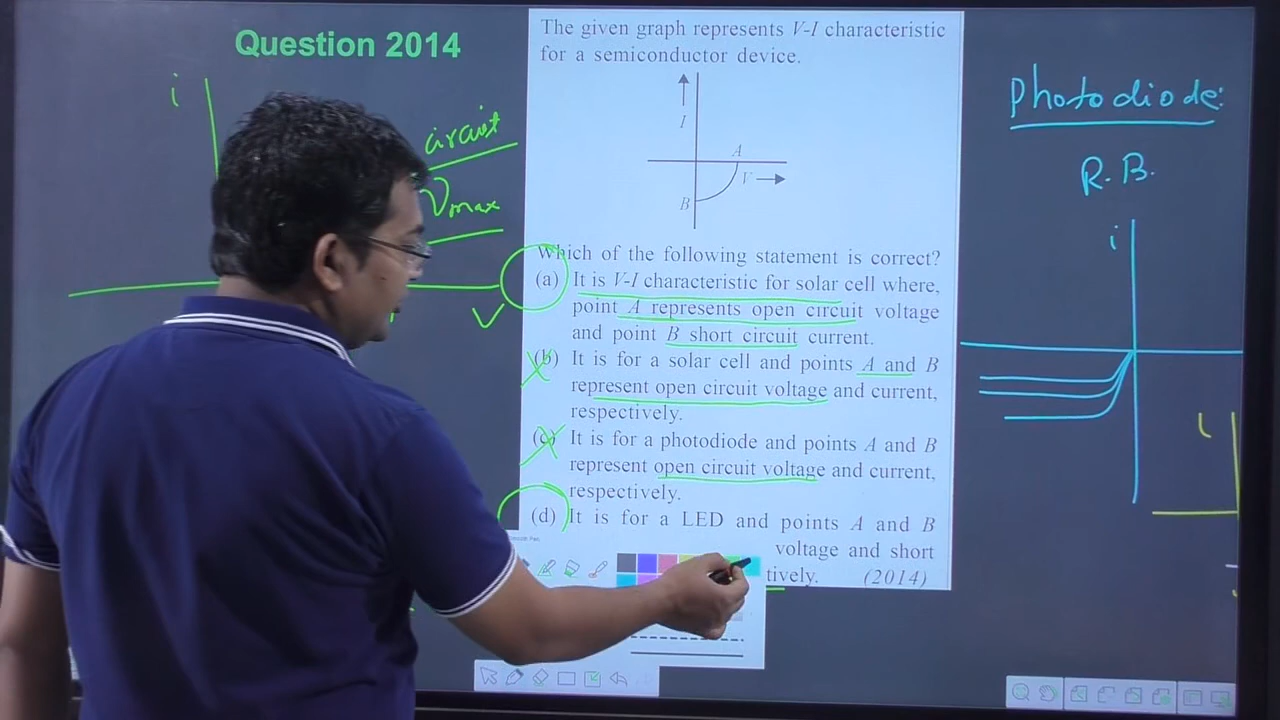 Question 2014
i
circuit
Vmax
The given graph represents V-I characteristic
for a semiconductor device.
I
A
V
B
Which of the following statement is correct?
(a) It is V-I characteristic for solar cell where,
point A represents open circuit voltage
and point B short circuit current.
(b) It is for a solar cell and points A and B
represent open circuit voltage and current,
respectively.
(c) It is for a photodiode and points A and B
represent open circuit voltage and current,
respectively.
(d) It is for a LED and points A and B
voltage and short
tively. (2014)
Photodiode:
R.B.
i